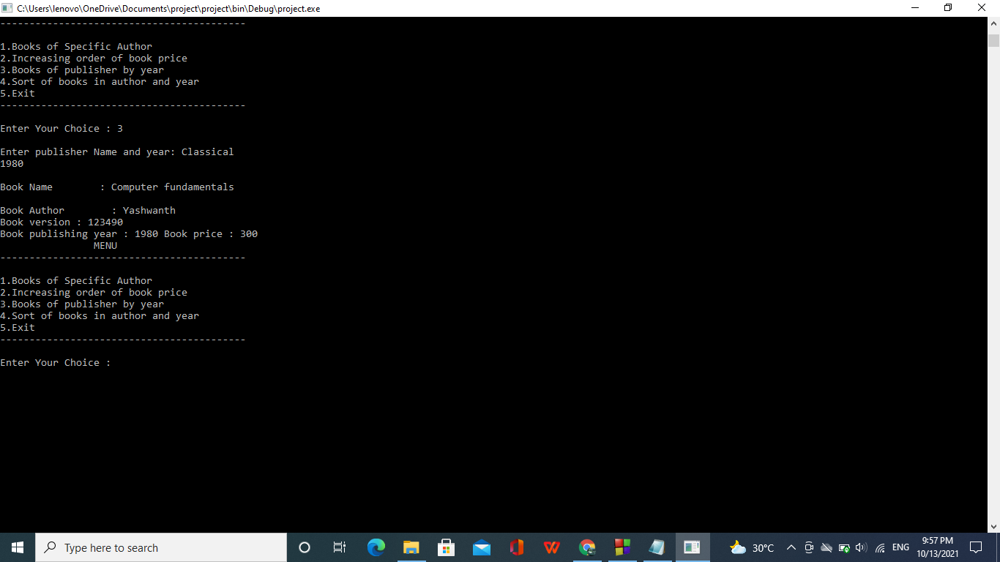 C:\Users\lenovo\OneDrive\Documents\project\project\bin\Debug\project.exe
------------------------------------------
1.Books of Specific Author
2.Increasing order of book price
3.Books of publisher by year
4.Sort of books in author and year
5.Exit
------------------------------------------
Enter Your Choice : 3
Enter publisher Name and year: Classical
1980
Book Name        : Computer fundamentals
Book Author        : Yashwanth
Book version : 123490
Book publishing year : 1980 Book price : 300
                MENU
------------------------------------------
1.Books of Specific Author
2.Increasing order of book price
3.Books of publisher by year
4.Sort of books in author and year
5.Exit
------------------------------------------
Enter Your Choice :
Type here to search
30°C
ENG
9:57 PM
10/13/2021